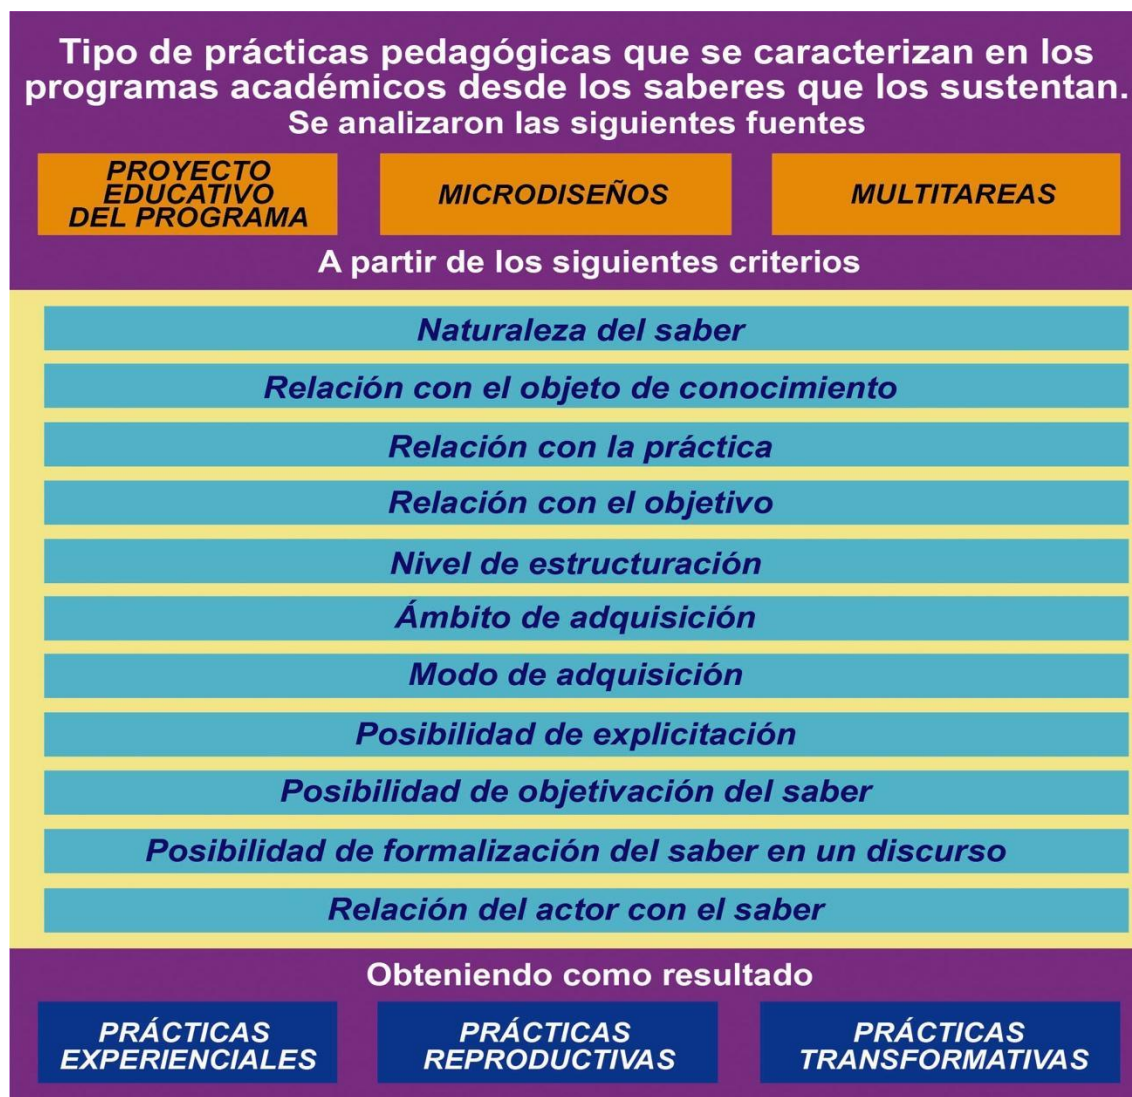 Tipo de prácticas pedagógicas que se caracterizan en los
programas académicos desde los saberes que los sustentan.
Se analizaron las siguientes fuentes
PROYECTO
EDUCATIVO
DEL PROGRAMA
MICRODISEÑOS
MULTITAREAS
A partir de los siguientes criterios
Naturaleza del saber
Relación con el objeto de conocimiento
Relación con la práctica
Relación con el objetivo
Nivel de estructuración
Ámbito de adquisición
Modo de adquisición
Posibilidad de explicitación
Posibilidad de objetivación del saber
Posibilidad de formalización del saber en un discurso
Relación del actor con el saber
Obteniendo como resultado
PRÁCTICAS
EXPERIENCIALES
PRÁCTICAS
REPRODUCTIVAS
PRÁCTICAS
TRANSFORMATIVAS